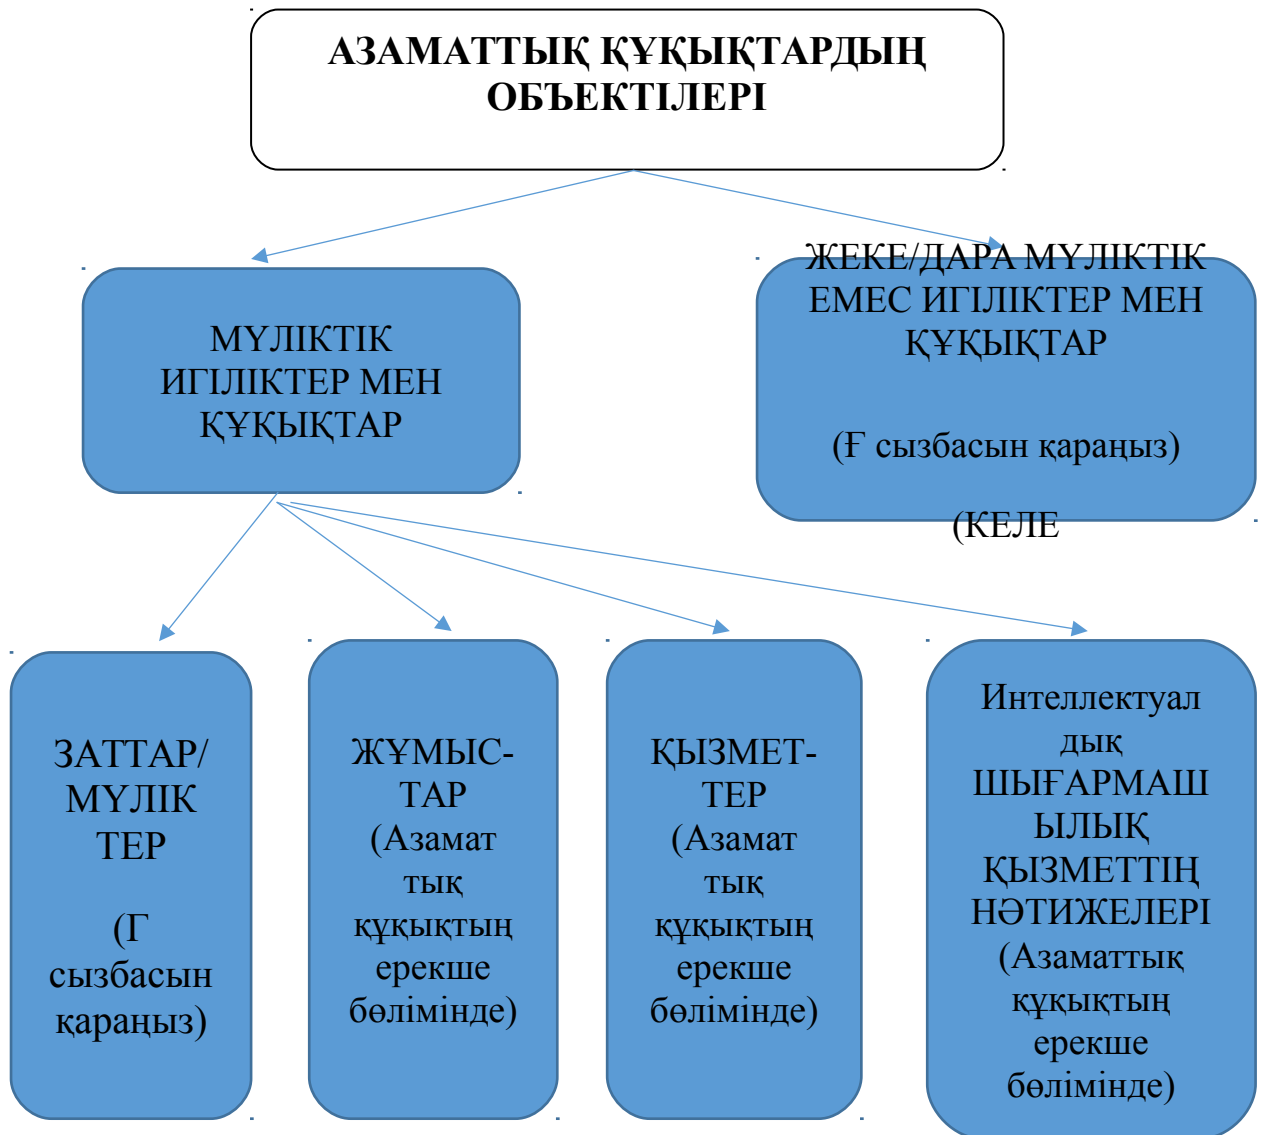 АЗАМАТТЫҚ ҚҰҚЫҚТАРДЫҢ
ОБЪЕКТІЛЕРІ
МҮЛІКТІК
ИГІЛІКТЕР МЕН
ҚҰҚЫҚТАР
ЖЕКЕ/ДАРА МҮЛІКТІК
ЕМЕС ИГІЛІКТЕР МЕН
ҚҰҚЫҚТАР
(Ғ сызбасын қараңыз)
(КЕЛЕ
ЗАТТАР/
МҮЛІК
ТЕР
(Г
сызбасын
қараңыз)
ЖҰМЫС-
ТАР
(Азамат
тық
құқықтың
ерекше
бөлімінде)
ҚЫЗМЕТ-
ТЕР
(Азамат
тық
құқықтың
ерекше
бөлімінде)
Интеллектуал
дық
ШЫҒАРМАШ
ЫЛЫҚ
ҚЫЗМЕТТІҢ
НӘТИЖЕЛЕРІ
(Азаматтық
құқықтың
ерекше
бөлімінде)